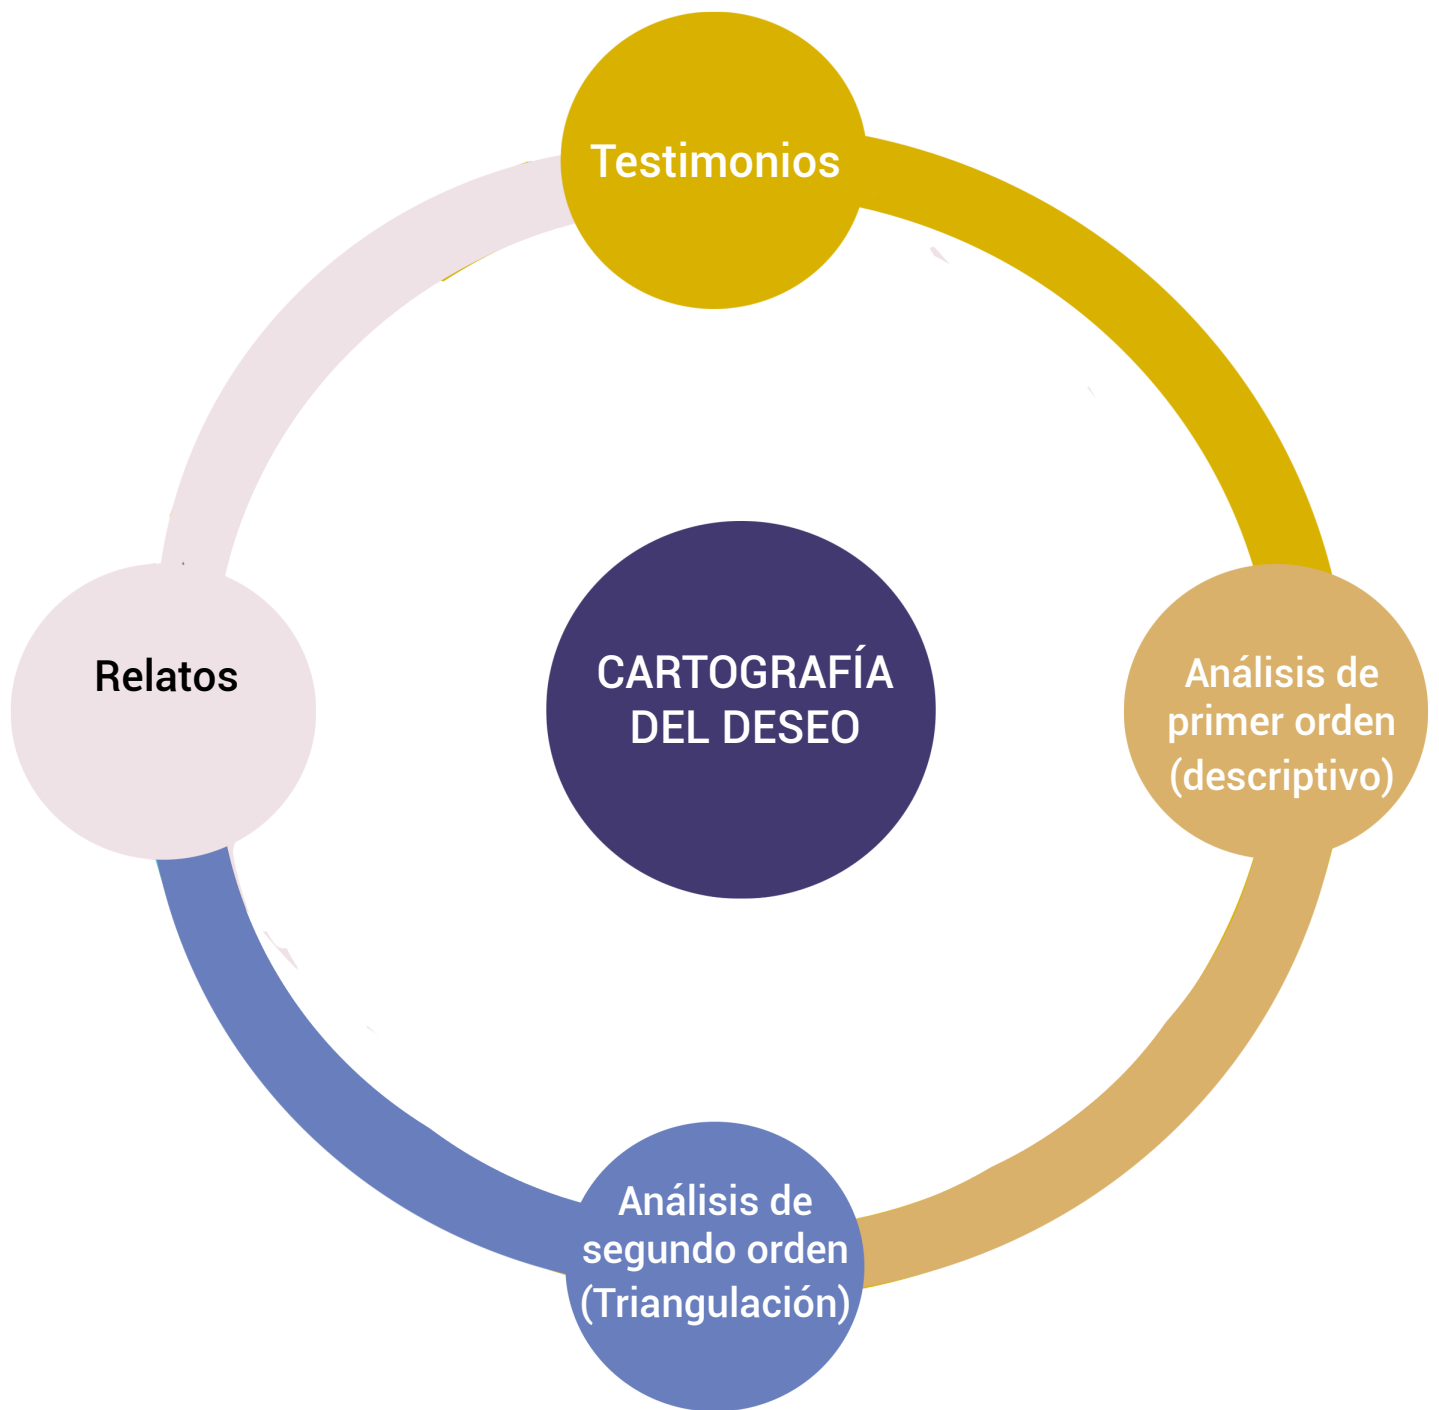 Testimonios
Relatos
CARTOGRAFÍA
DEL DESEO
Análisis de
primer orden
(descriptivo)
Análisis de
segundo orden
(Triangulación)